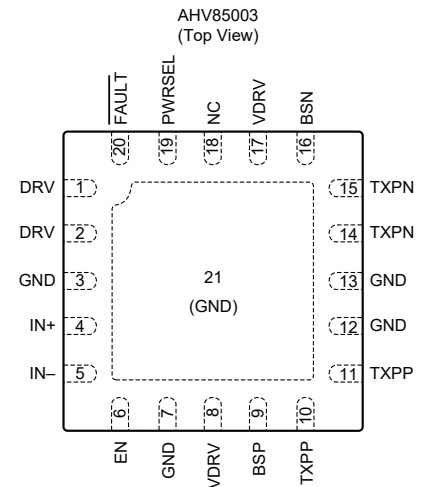 AHV85003
(Top View)
FAULT
PWRSEL
NC
VDRV
BSN
20
19
18
17
16
DRV 1
DRV 2
GND 3
IN+ 4
IN– 5
21
(GND)
15 TXPN
14 TXPN
13 GND
12 GND
11 TXPP
6
7
8
9
10
EN
GND
VDRV
BSP
TXPP